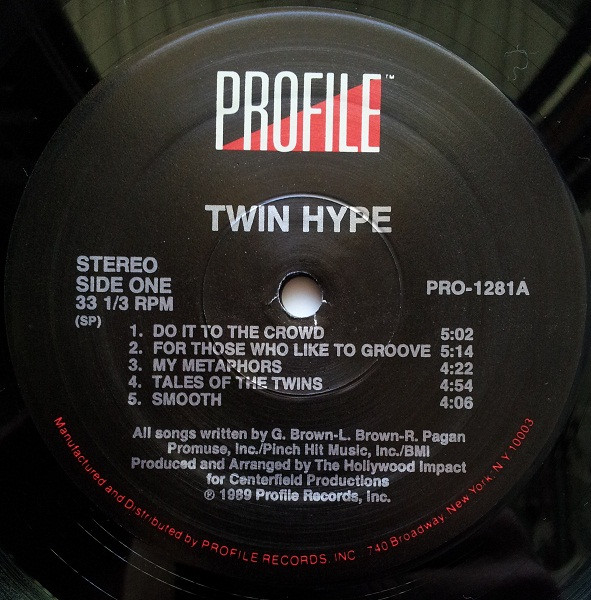 PROFILE™
TWIN HYPE
STEREO
SIDE ONE
33 1/3 RPM
(SP)
PRO-1281A
1. DO IT TO THE CROWD 5:02
2. FOR THOSE WHO LIKE TO GROOVE 5:14
3. MY METAPHORS 4:22
4. TALES OF THE TWINS 4:54
5. SMOOTH 4:06
All songs written by G. Brown-L. Brown-R. Pagan
Promuse, Inc./Pinch Hit Music, Inc./BMI
Produced and Arranged by The Hollywood Impact
for Centerfield Productions
℗ 1989 Profile Records, Inc.
Manufactured and Distributed by PROFILE RECORDS, INC 740 Broadway, New York, N Y 10003